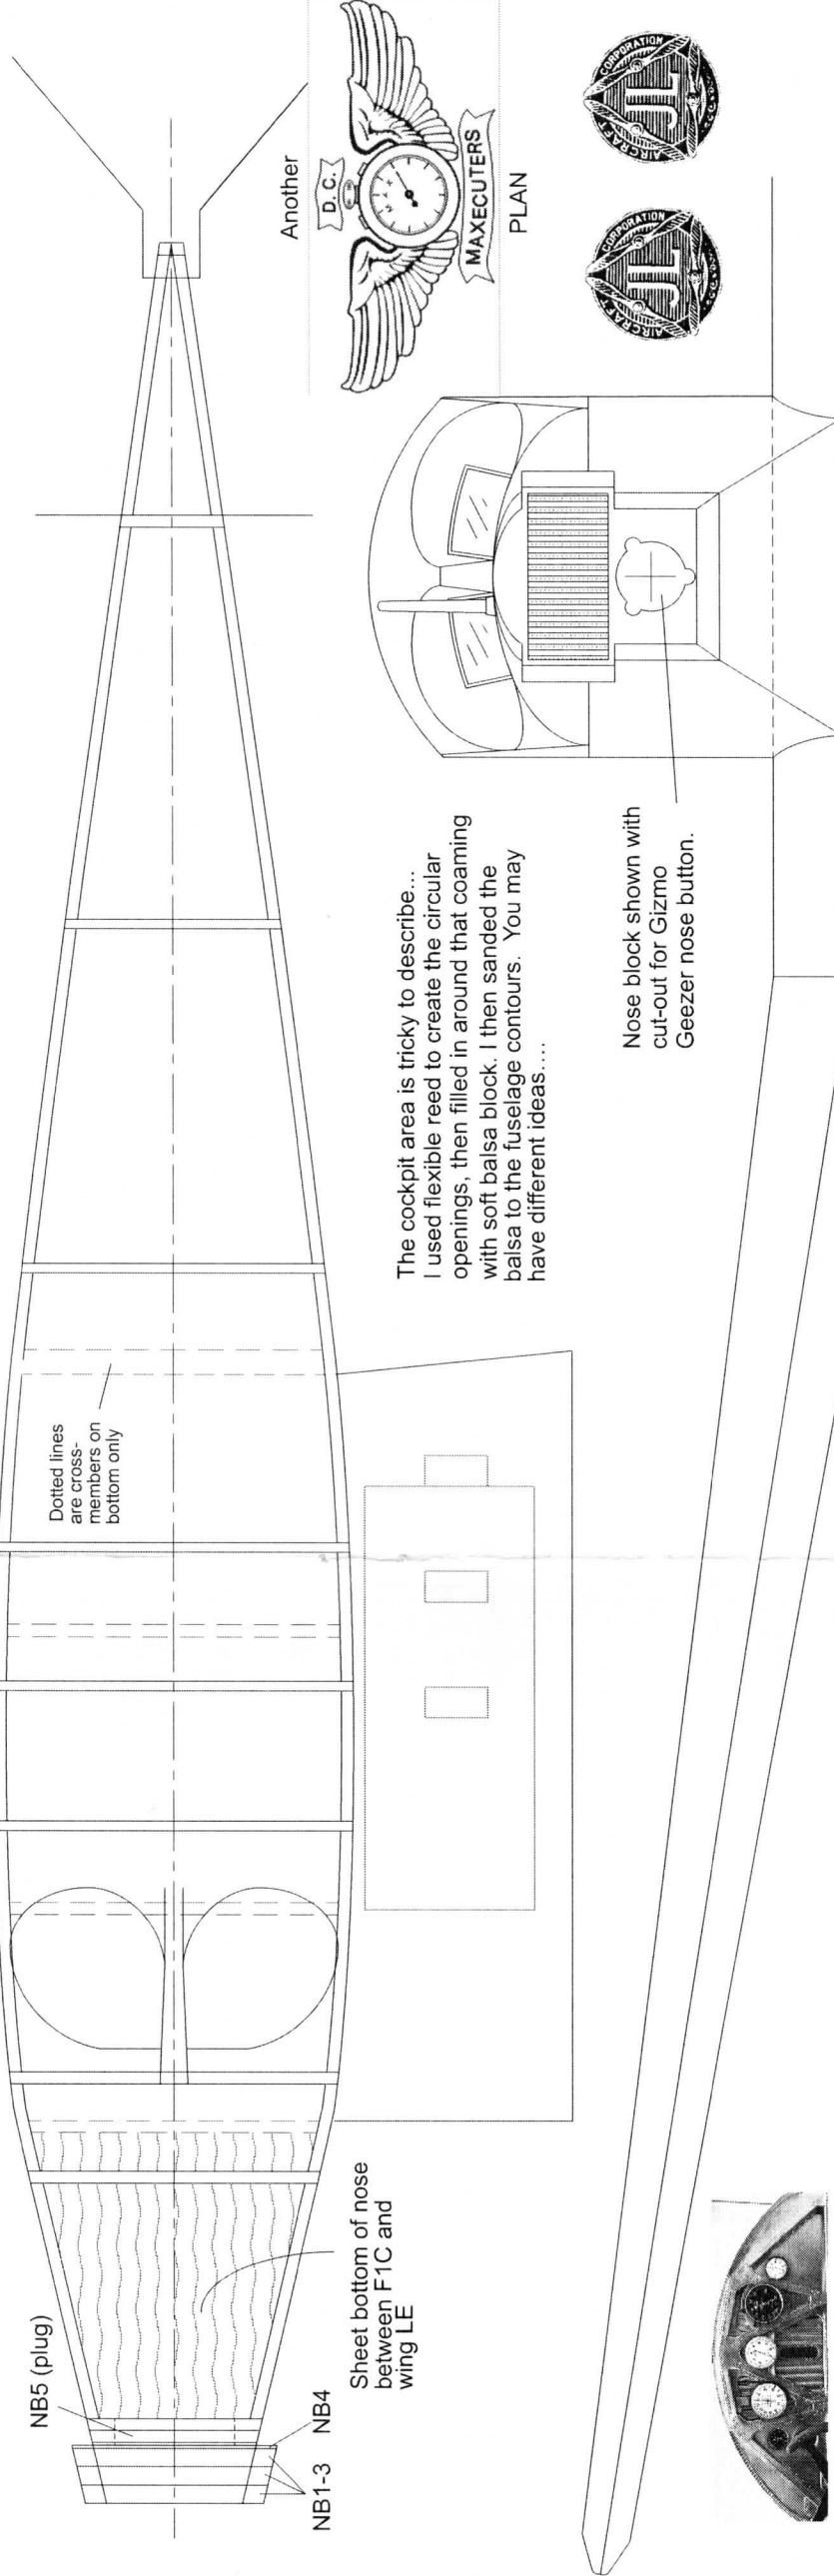 Another
D. C.
MAX
MAXECUTERS
PLAN
AIRCRAFT
CORPORATION
JL
AIRCRAFT
CORPORATION
JL
Dotted lines
are cross-
members on
bottom only
The cockpit area is tricky to describe...
I used flexible reed to create the circular
openings, then filled in around that coaming
with soft balsa block. I then sanded the
balsa to the fuselage contours. You may
have different ideas....
Nose block shown with
cut-out for Gizmo
Geezer nose button.
NB5 (plug)
Sheet bottom of nose
between F1C and
wing LE
NB4
NB1-3